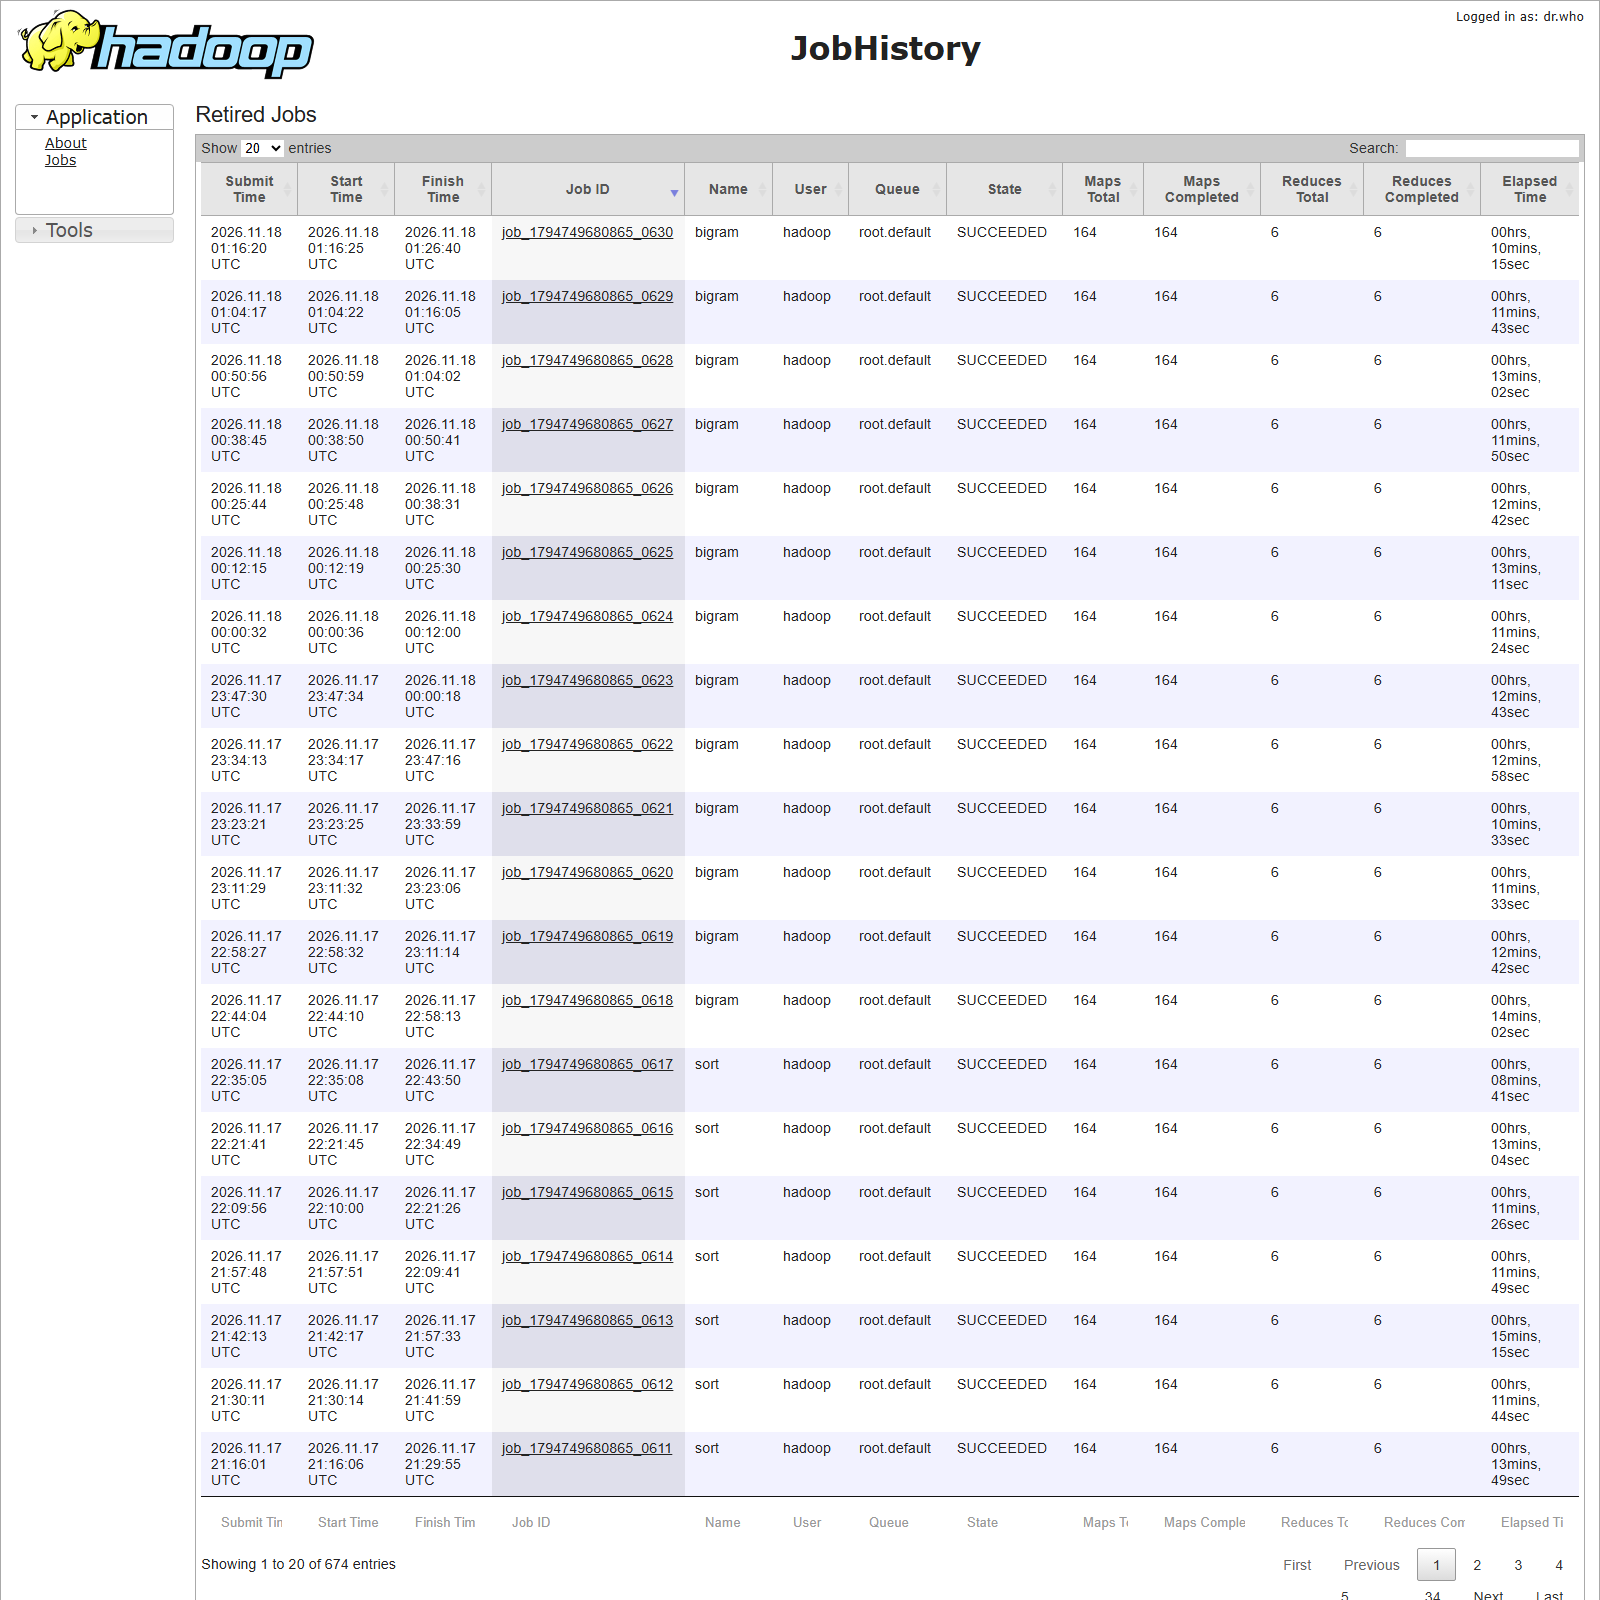 hadoop
JobHistory
Logged in as: dr.who
Application
About
Jobs
Tools
Retired Jobs
Show 20 entries
Search:
Submit Time Start Time Finish Time Job ID Name User Queue State Maps Total Maps Completed Reduces Total Reduces Completed Elapsed Time
2026.11.18 01:16:20 UTC 2026.11.18 01:16:25 UTC 2026.11.18 01:26:40 UTC job_1794749680865_0630 bigram hadoop root.default SUCCEEDED 164 164 6 6 00hrs, 10mins, 15sec
2026.11.18 01:04:17 UTC 2026.11.18 01:04:22 UTC 2026.11.18 01:16:05 UTC job_1794749680865_0629 bigram hadoop root.default SUCCEEDED 164 164 6 6 00hrs, 11mins, 43sec
2026.11.18 00:50:56 UTC 2026.11.18 00:50:59 UTC 2026.11.18 01:04:02 UTC job_1794749680865_0628 bigram hadoop root.default SUCCEEDED 164 164 6 6 00hrs, 13mins, 02sec
2026.11.18 00:38:45 UTC 2026.11.18 00:38:50 UTC 2026.11.18 00:50:41 UTC job_1794749680865_0627 bigram hadoop root.default SUCCEEDED 164 164 6 6 00hrs, 11mins, 50sec
2026.11.18 00:25:44 UTC 2026.11.18 00:25:48 UTC 2026.11.18 00:38:31 UTC job_1794749680865_0626 bigram hadoop root.default SUCCEEDED 164 164 6 6 00hrs, 12mins, 42sec
2026.11.18 00:12:15 UTC 2026.11.18 00:12:19 UTC 2026.11.18 00:25:30 UTC job_1794749680865_0625 bigram hadoop root.default SUCCEEDED 164 164 6 6 00hrs, 13mins, 11sec
2026.11.18 00:00:32 UTC 2026.11.18 00:00:36 UTC 2026.11.18 00:12:00 UTC job_1794749680865_0624 bigram hadoop root.default SUCCEEDED 164 164 6 6 00hrs, 11mins, 24sec
2026.11.17 23:47:30 UTC 2026.11.17 23:47:34 UTC 2026.11.18 00:00:18 UTC job_1794749680865_0623 bigram hadoop root.default SUCCEEDED 164 164 6 6 00hrs, 12mins, 43sec
2026.11.17 23:34:13 UTC 2026.11.17 23:34:17 UTC 2026.11.17 23:47:16 UTC job_1794749680865_0622 bigram hadoop root.default SUCCEEDED 164 164 6 6 00hrs, 12mins, 58sec
2026.11.17 23:23:21 UTC 2026.11.17 23:23:25 UTC 2026.11.17 23:33:59 UTC job_1794749680865_0621 bigram hadoop root.default SUCCEEDED 164 164 6 6 00hrs, 10mins, 33sec
2026.11.17 23:11:29 UTC 2026.11.17 23:11:32 UTC 2026.11.17 23:23:06 UTC job_1794749680865_0620 bigram hadoop root.default SUCCEEDED 164 164 6 6 00hrs, 11mins, 33sec
2026.11.17 22:58:27 UTC 2026.11.17 22:58:32 UTC 2026.11.17 23:11:14 UTC job_1794749680865_0619 bigram hadoop root.default SUCCEEDED 164 164 6 6 00hrs, 12mins, 42sec
2026.11.17 22:44:04 UTC 2026.11.17 22:44:10 UTC 2026.11.17 22:58:13 UTC job_1794749680865_0618 bigram hadoop root.default SUCCEEDED 164 164 6 6 00hrs, 14mins, 02sec
2026.11.17 22:35:05 UTC 2026.11.17 22:35:08 UTC 2026.11.17 22:43:50 UTC job_1794749680865_0617 sort hadoop root.default SUCCEEDED 164 164 6 6 00hrs, 08mins, 41sec
2026.11.17 22:21:41 UTC 2026.11.17 22:21:45 UTC 2026.11.17 22:34:49 UTC job_1794749680865_0616 sort hadoop root.default SUCCEEDED 164 164 6 6 00hrs, 13mins, 04sec
2026.11.17 22:09:56 UTC 2026.11.17 22:10:00 UTC 2026.11.17 22:21:26 UTC job_1794749680865_0615 sort hadoop root.default SUCCEEDED 164 164 6 6 00hrs, 11mins, 26sec
2026.11.17 21:57:48 UTC 2026.11.17 21:57:51 UTC 2026.11.17 22:09:41 UTC job_1794749680865_0614 sort hadoop root.default SUCCEEDED 164 164 6 6 00hrs, 11mins, 49sec
2026.11.17 21:42:13 UTC 2026.11.17 21:42:17 UTC 2026.11.17 21:57:33 UTC job_1794749680865_0613 sort hadoop root.default SUCCEEDED 164 164 6 6 00hrs, 15mins, 15sec
2026.11.17 21:30:11 UTC 2026.11.17 21:30:14 UTC 2026.11.17 21:41:59 UTC job_1794749680865_0612 sort hadoop root.default SUCCEEDED 164 164 6 6 00hrs, 11mins, 44sec
2026.11.17 21:16:01 UTC 2026.11.17 21:16:06 UTC 2026.11.17 21:29:55 UTC job_1794749680865_0611 sort hadoop root.default SUCCEEDED 164 164 6 6 00hrs, 13mins, 49sec
Submit Tin Start Time Finish Tim Job ID Name User Queue State Maps To Maps Comple Reduces To Reduces Com Elapsed Ti
Showing 1 to 20 of 674 entries
First Previous 1 2 3 4
5 34 Next Last